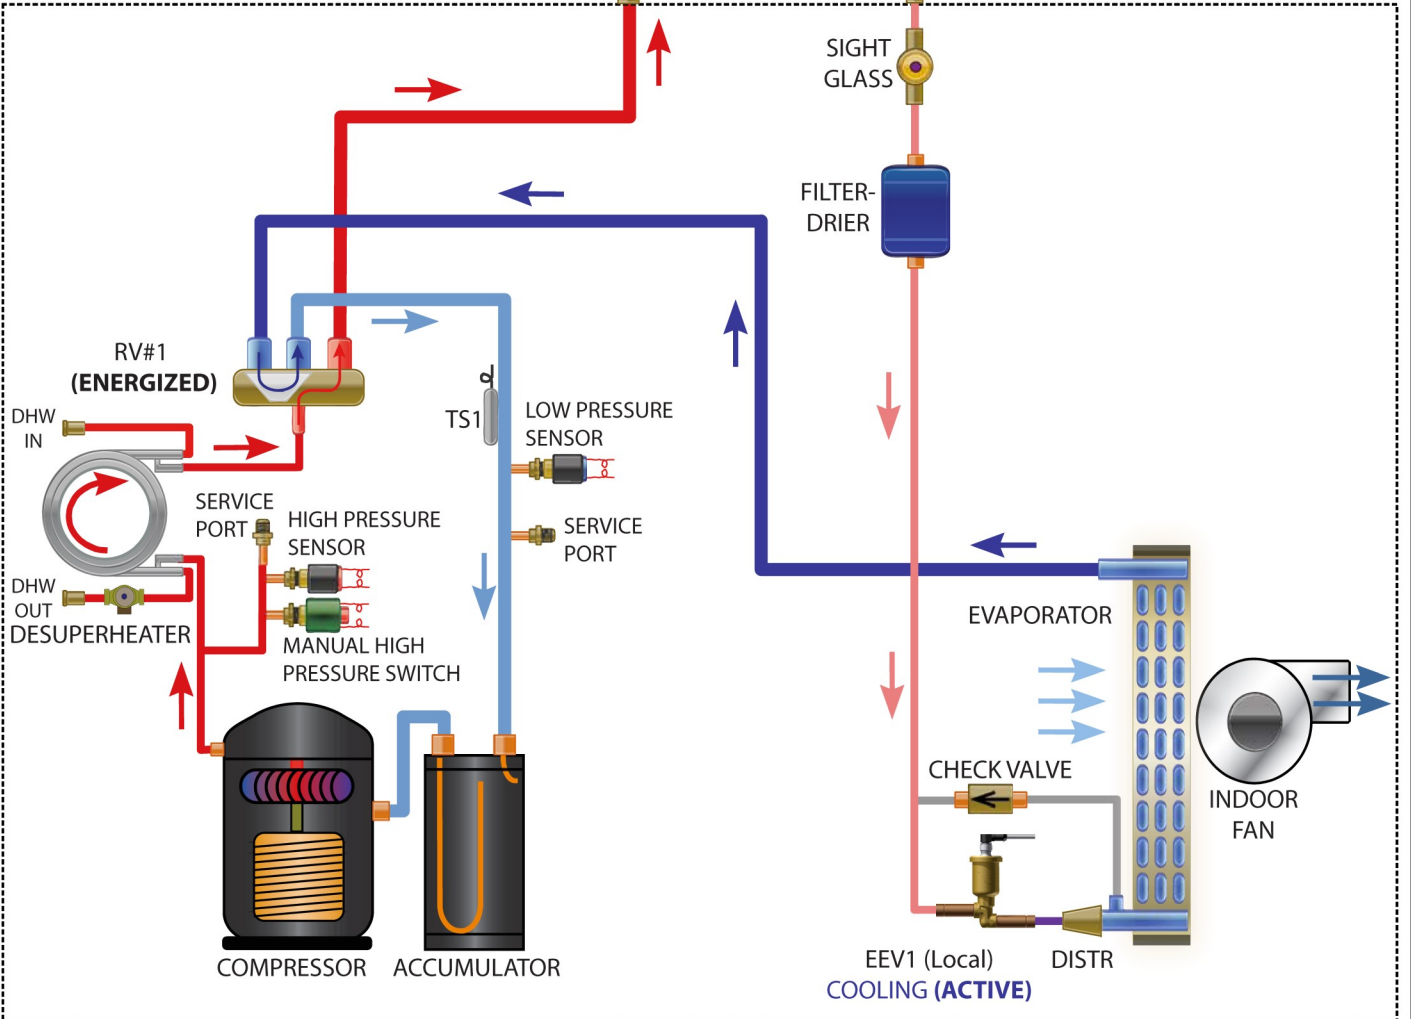 SIGHT
GLASS
FILTER-
DRIER
RV#1
(ENERGIZED)
DHW
IN
TS1
LOW PRESSURE
SENSOR
SERVICE
PORT
HIGH PRESSURE
SENSOR
SERVICE
PORT
DHW
OUT
DESUPERHEATER
MANUAL HIGH
PRESSURE SWITCH
EVAPORATOR
CHECK VALVE
INDOOR
FAN
COMPRESSOR
ACCUMULATOR
EEV1 (Local)
COOLING (ACTIVE)
DISTR